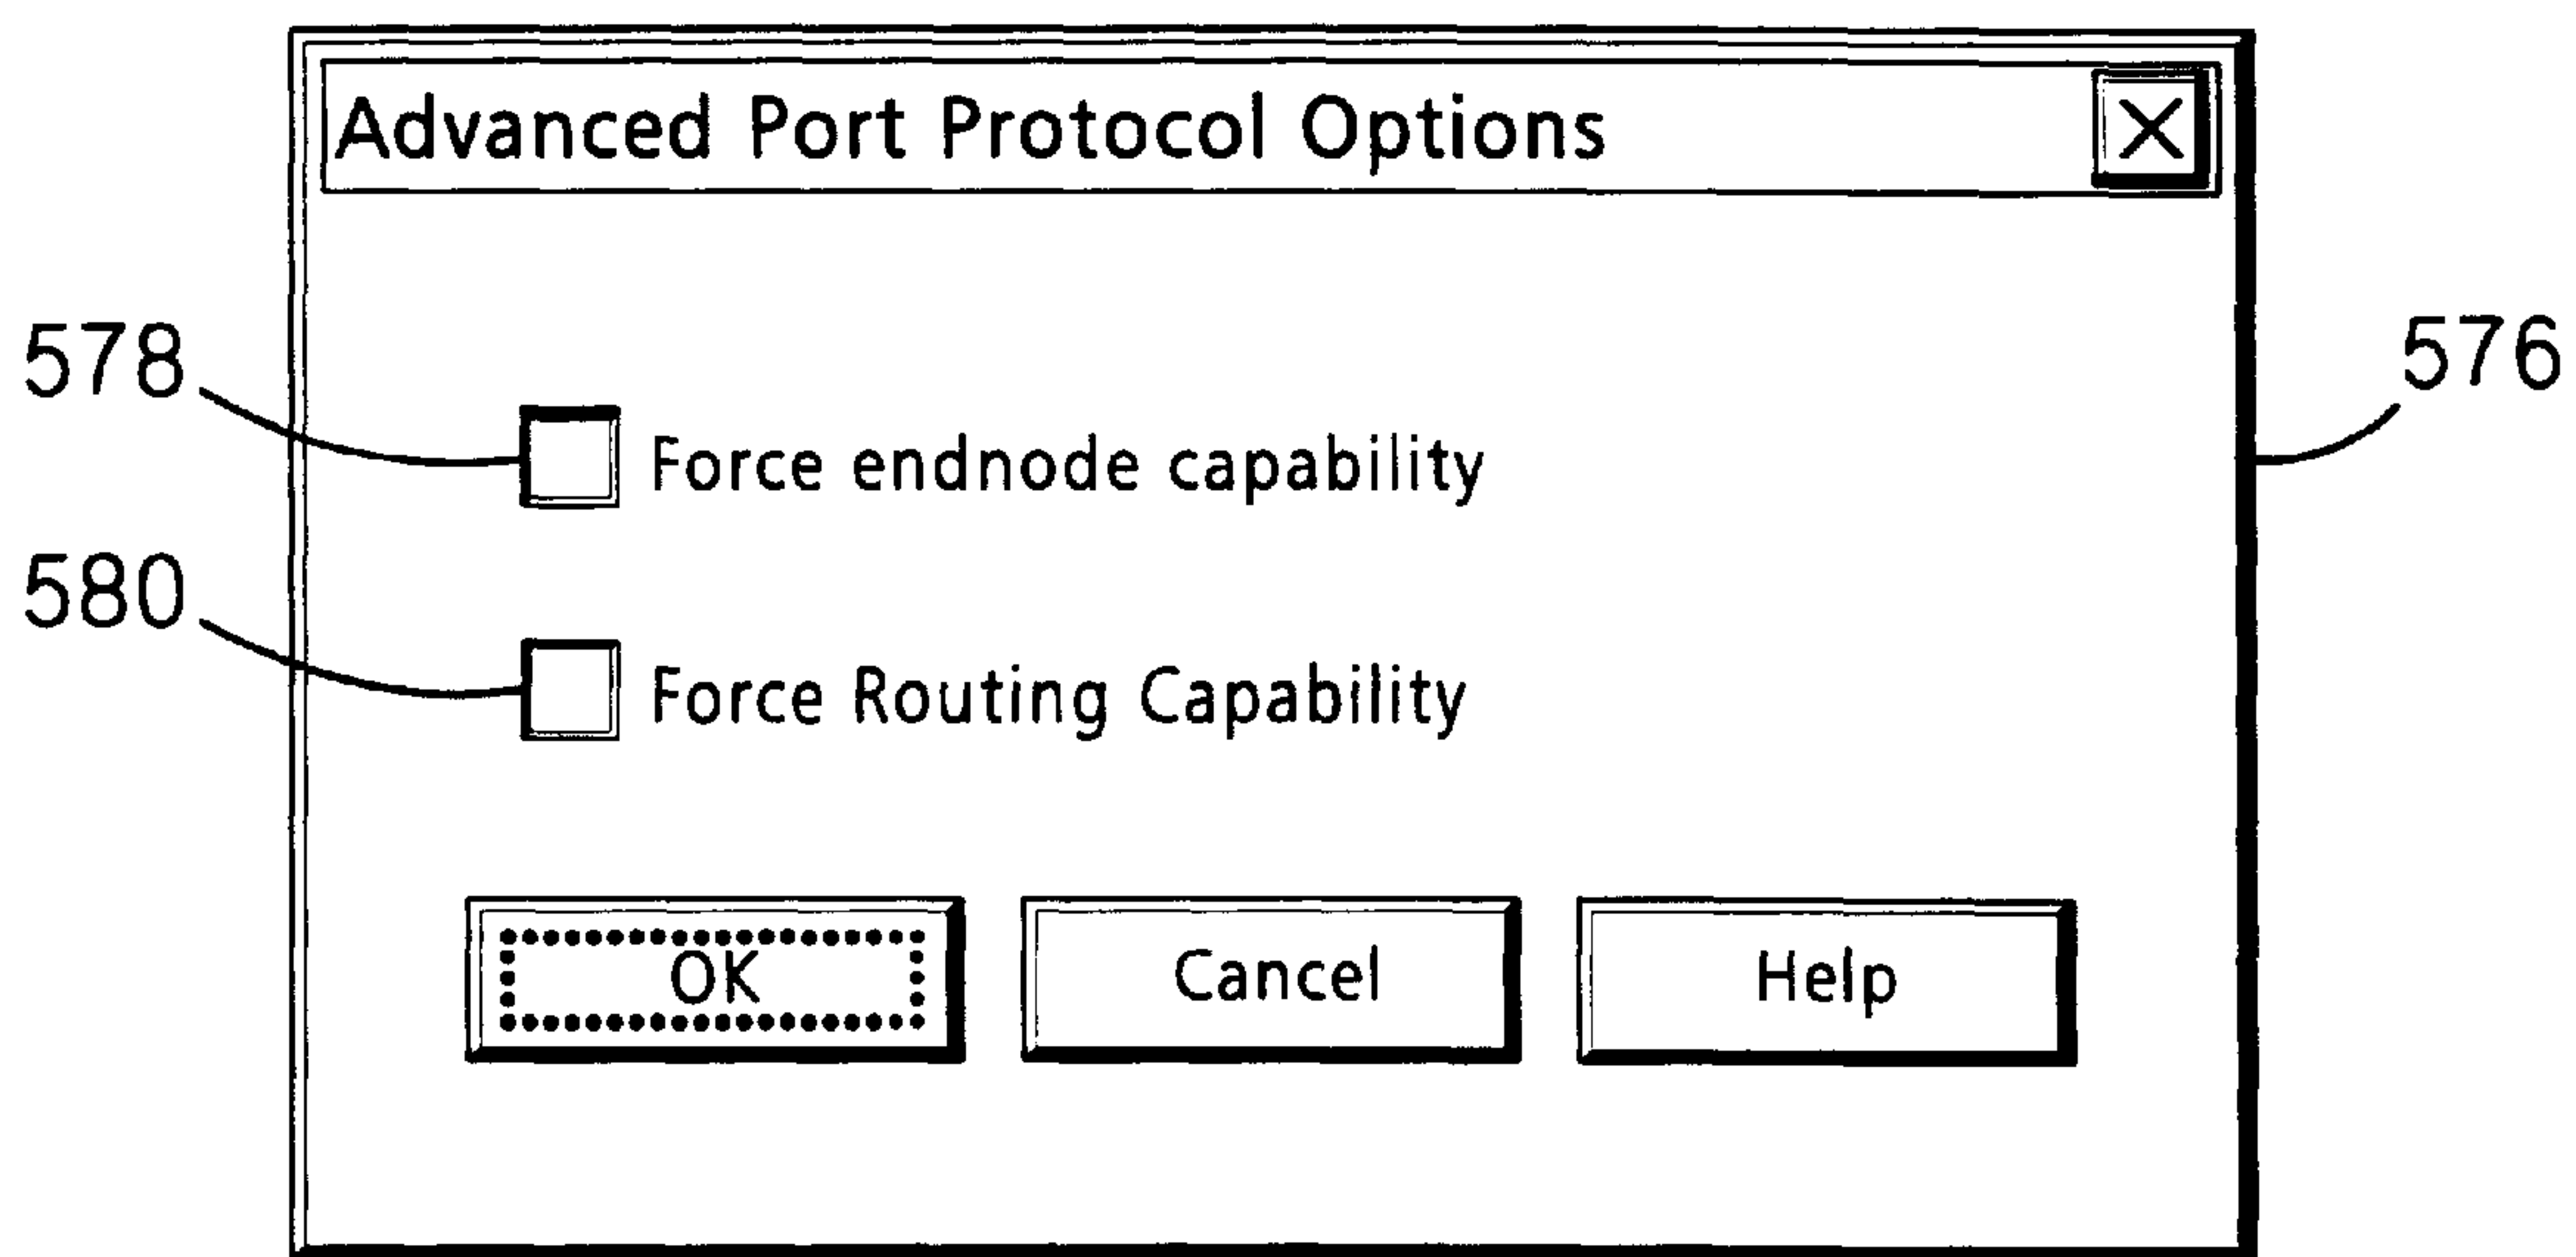 Advanced Port Protocol Options
578
576
Force endnode capability
580
Force Routing Capability
OK
Cancel
Help